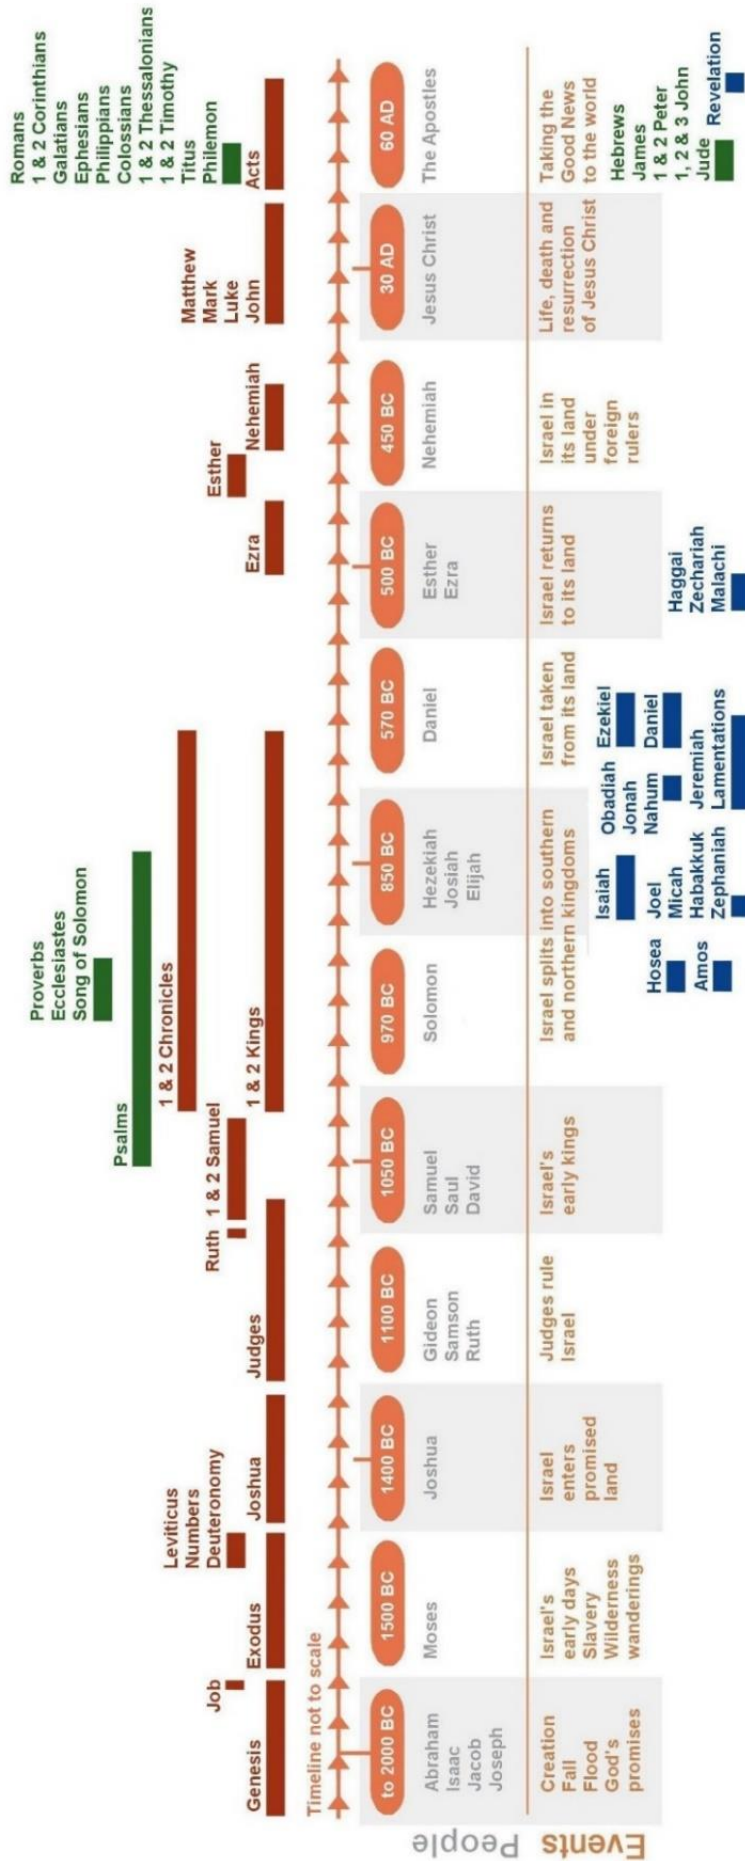 Proverbs
Ecclesiastes
Song of Solomon
Romans
1 & 2 Corinthians
Galatians
Ephesians
Philippians
Colossians
1 & 2 Thessalonians
1 & 2 Timothy
Titus
Philemon
Psalms
1 & 2 Chronicles
Leviticus
Numbers
Deuteronomy
Matthew
Mark
Luke
John
Job
Ruth
1 & 2 Samuel
Esther
Genesis
Exodus
Joshua
Judges
1 & 2 Kings
Ezra
Nehemiah
Acts
Timeline not to scale
to 2000 BC
1500 BC
1400 BC
1100 BC
1050 BC
970 BC
850 BC
570 BC
500 BC
450 BC
30 AD
60 AD
People
Abraham
Isaac
Jacob
Joseph
Moses
Joshua
Gideon
Samson
Ruth
Samuel
Saul
David
Solomon
Hezekiah
Josiah
Elijah
Daniel
Esther
Ezra
Nehemiah
Jesus Christ
The Apostles
Events
Creation
Fall
Flood
God's
promises
Israel's
early days
Slavery
Wilderness
wanderings
Israel
enters
promised
land
Judges rule
Israel
Israel's
early kings
Israel splits into southern
and northern kingdoms
Israel taken
from its land
Israel returns
to its land
Israel in
its land
under
foreign
rulers
Life, death and
resurrection
of Jesus Christ
Taking the
Good News
to the world
Hosea
Amos
Isaiah
Joel
Micah
Habakkuk
Zephaniah
Obadiah
Jonah
Nahum
Jeremiah
Lamentations
Ezekiel
Daniel
Haggai
Zechariah
Malachi
Hebrews
James
1 & 2 Peter
1, 2 & 3 John
Jude
Revelation